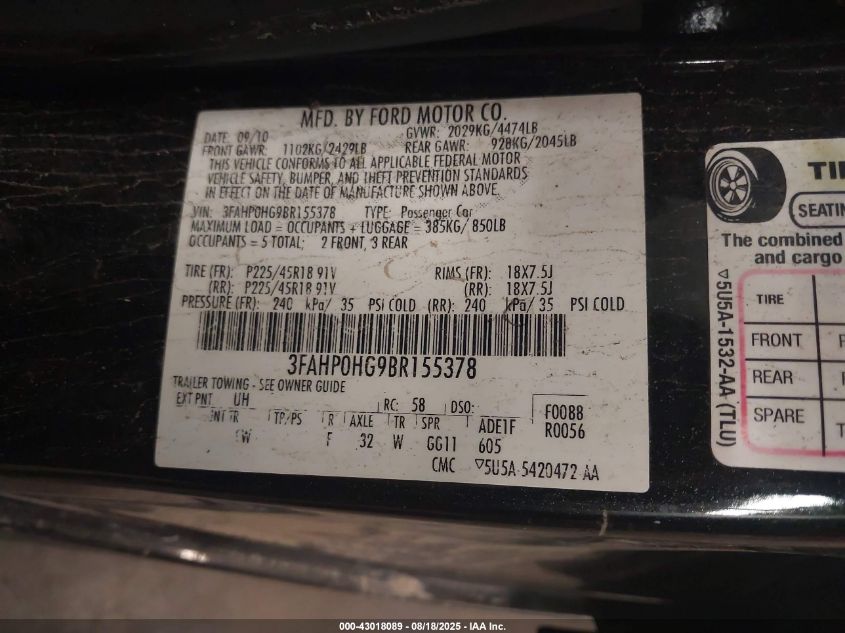 MFD. BY FORD MOTOR CO.
DATE: 09/10 GVWR: 2029KG/4474LB
FRONT GAWR: 1102KG/2429LB REAR GAWR: 928KG/2045LB
THIS VEHICLE CONFORMS TO ALL APPLICABLE FEDERAL MOTOR
VEHICLE SAFETY, BUMPER, AND THEFT PREVENTION STANDARDS
IN EFFECT ON THE DATE OF MANUFACTURE SHOWN ABOVE.
VIN: 3FAHP0HG9BR155378 TYPE: Passenger Car
MAXIMUM LOAD = OCCUPANTS + LUGGAGE = 385KG/ 850LB
OCCUPANTS = 5 TOTAL; 2 FRONT, 3 REAR
TIRE (FR): P225/45R18 91V RIMS (FR): 18X7.5J
(RR): P225/45R18 91V (RR): 18X7.5J
PRESSURE (FR): 240 kPa/ 35 PSI COLD (RR): 240 kPa/ 35 PSI COLD
3FAHP0HG9BR155378
TRAILER TOWING - SEE OWNER GUIDE
EXT PNT UH RC: 58 DSO: F0088
INT TR TP/PS R AXLE TR SPR ADE1F R0056
W F 32 W GG11 605
CMC ▽5U5A-5420472-AA
TIR
SEATIN
The combined
and cargo
TIRE
FRONT
REAR
SPARE
▽5U5A-1532-AA (TLU)
000-43018089 - 08/18/2025 - IAA Inc.